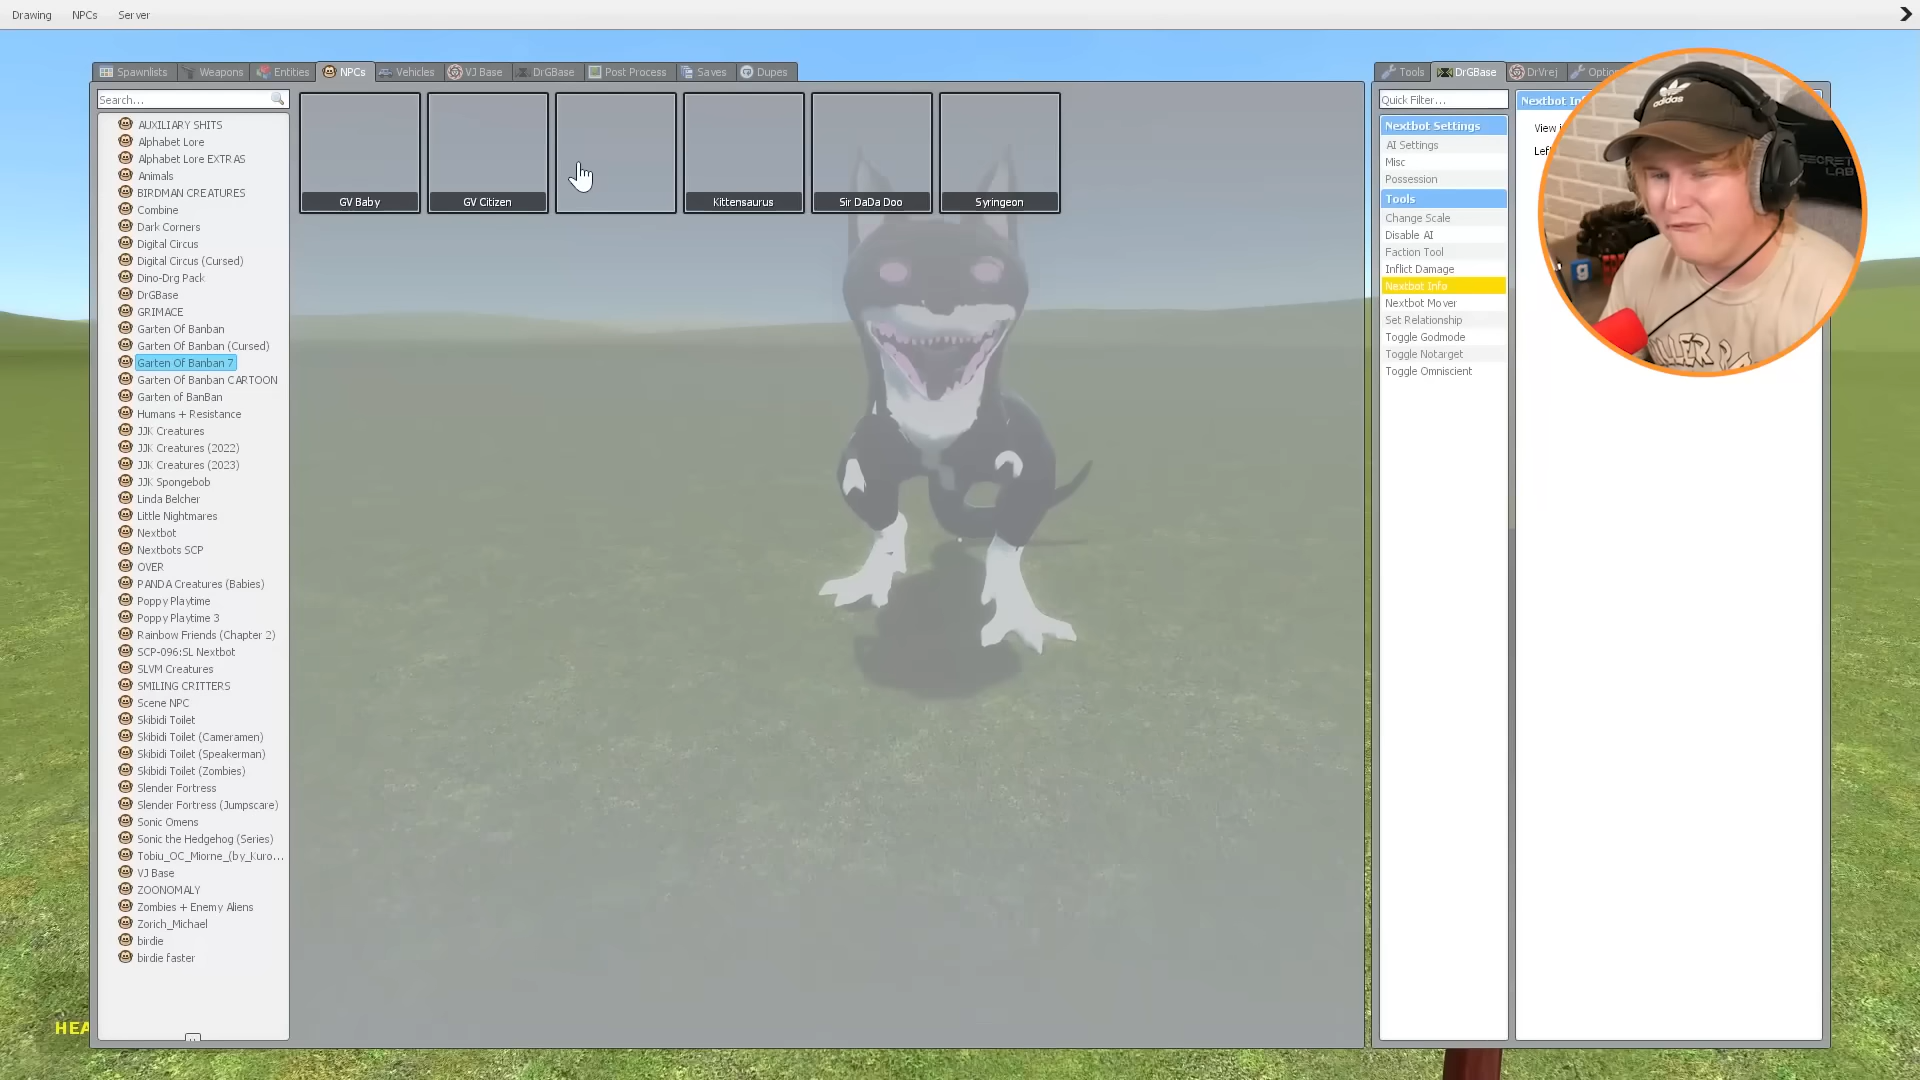 Drawing NPCs Server
Spawnlists Weapons Entities NPCs Vehicles VJ Base DrGBase Post Process Saves Dupes
Search...
AUXILIARY SHITS
Alphabet Lore
Alphabet Lore EXTRAS
Animals
BIRDMAN CREATURES
Combine
Dark Corners
Digital Circus
Digital Circus (Cursed)
Dino-Drg Pack
DrGBase
GRIMACE
Garten Of Banban
Garten Of Banban (Cursed)
Garten Of Banban 7
Garten Of Banban CARTOON
Garten of BanBan
Humans + Resistance
JJK Creatures
JJK Creatures (2022)
JJK Creatures (2023)
JJK Spongebob
Linda Belcher
Little Nightmares
Nextbot
Nextbots SCP
OVER
PANDA Creatures (Babies)
Poppy Playtime
Poppy Playtime 3
Rainbow Friends (Chapter 2)
SCP-096:SL Nextbot
SLVM Creatures
SMILING CRITTERS
Scene NPC
Skibidi Toilet
Skibidi Toilet (Cameramen)
Skibidi Toilet (Speakerman)
Skibidi Toilet (Zombies)
Slender Fortress
Slender Fortress (Jumpscare)
Sonic Omens
Sonic the Hedgehog (Series)
Tobiu_OC_Miorne_(by_Kuro...
VJ Base
ZOONOMALY
Zombies + Enemy Aliens
Zorich_Michael
birdie
birdie faster
GV Baby GV Citizen Kittensaurus Sir DaDa Doo Syringeon
Tools DrGBase DrVrej Option
Quick Filter...
Nextbot Settings
AI Settings
Misc
Possession
Tools
Change Scale
Disable AI
Faction Tool
Inflict Damage
Nextbot Info
Nextbot Mover
Set Relationship
Toggle Godmode
Toggle Notarget
Toggle Omniscient
Nextbot In
View i
Lef
adidas
SECRET
LAB
HEA